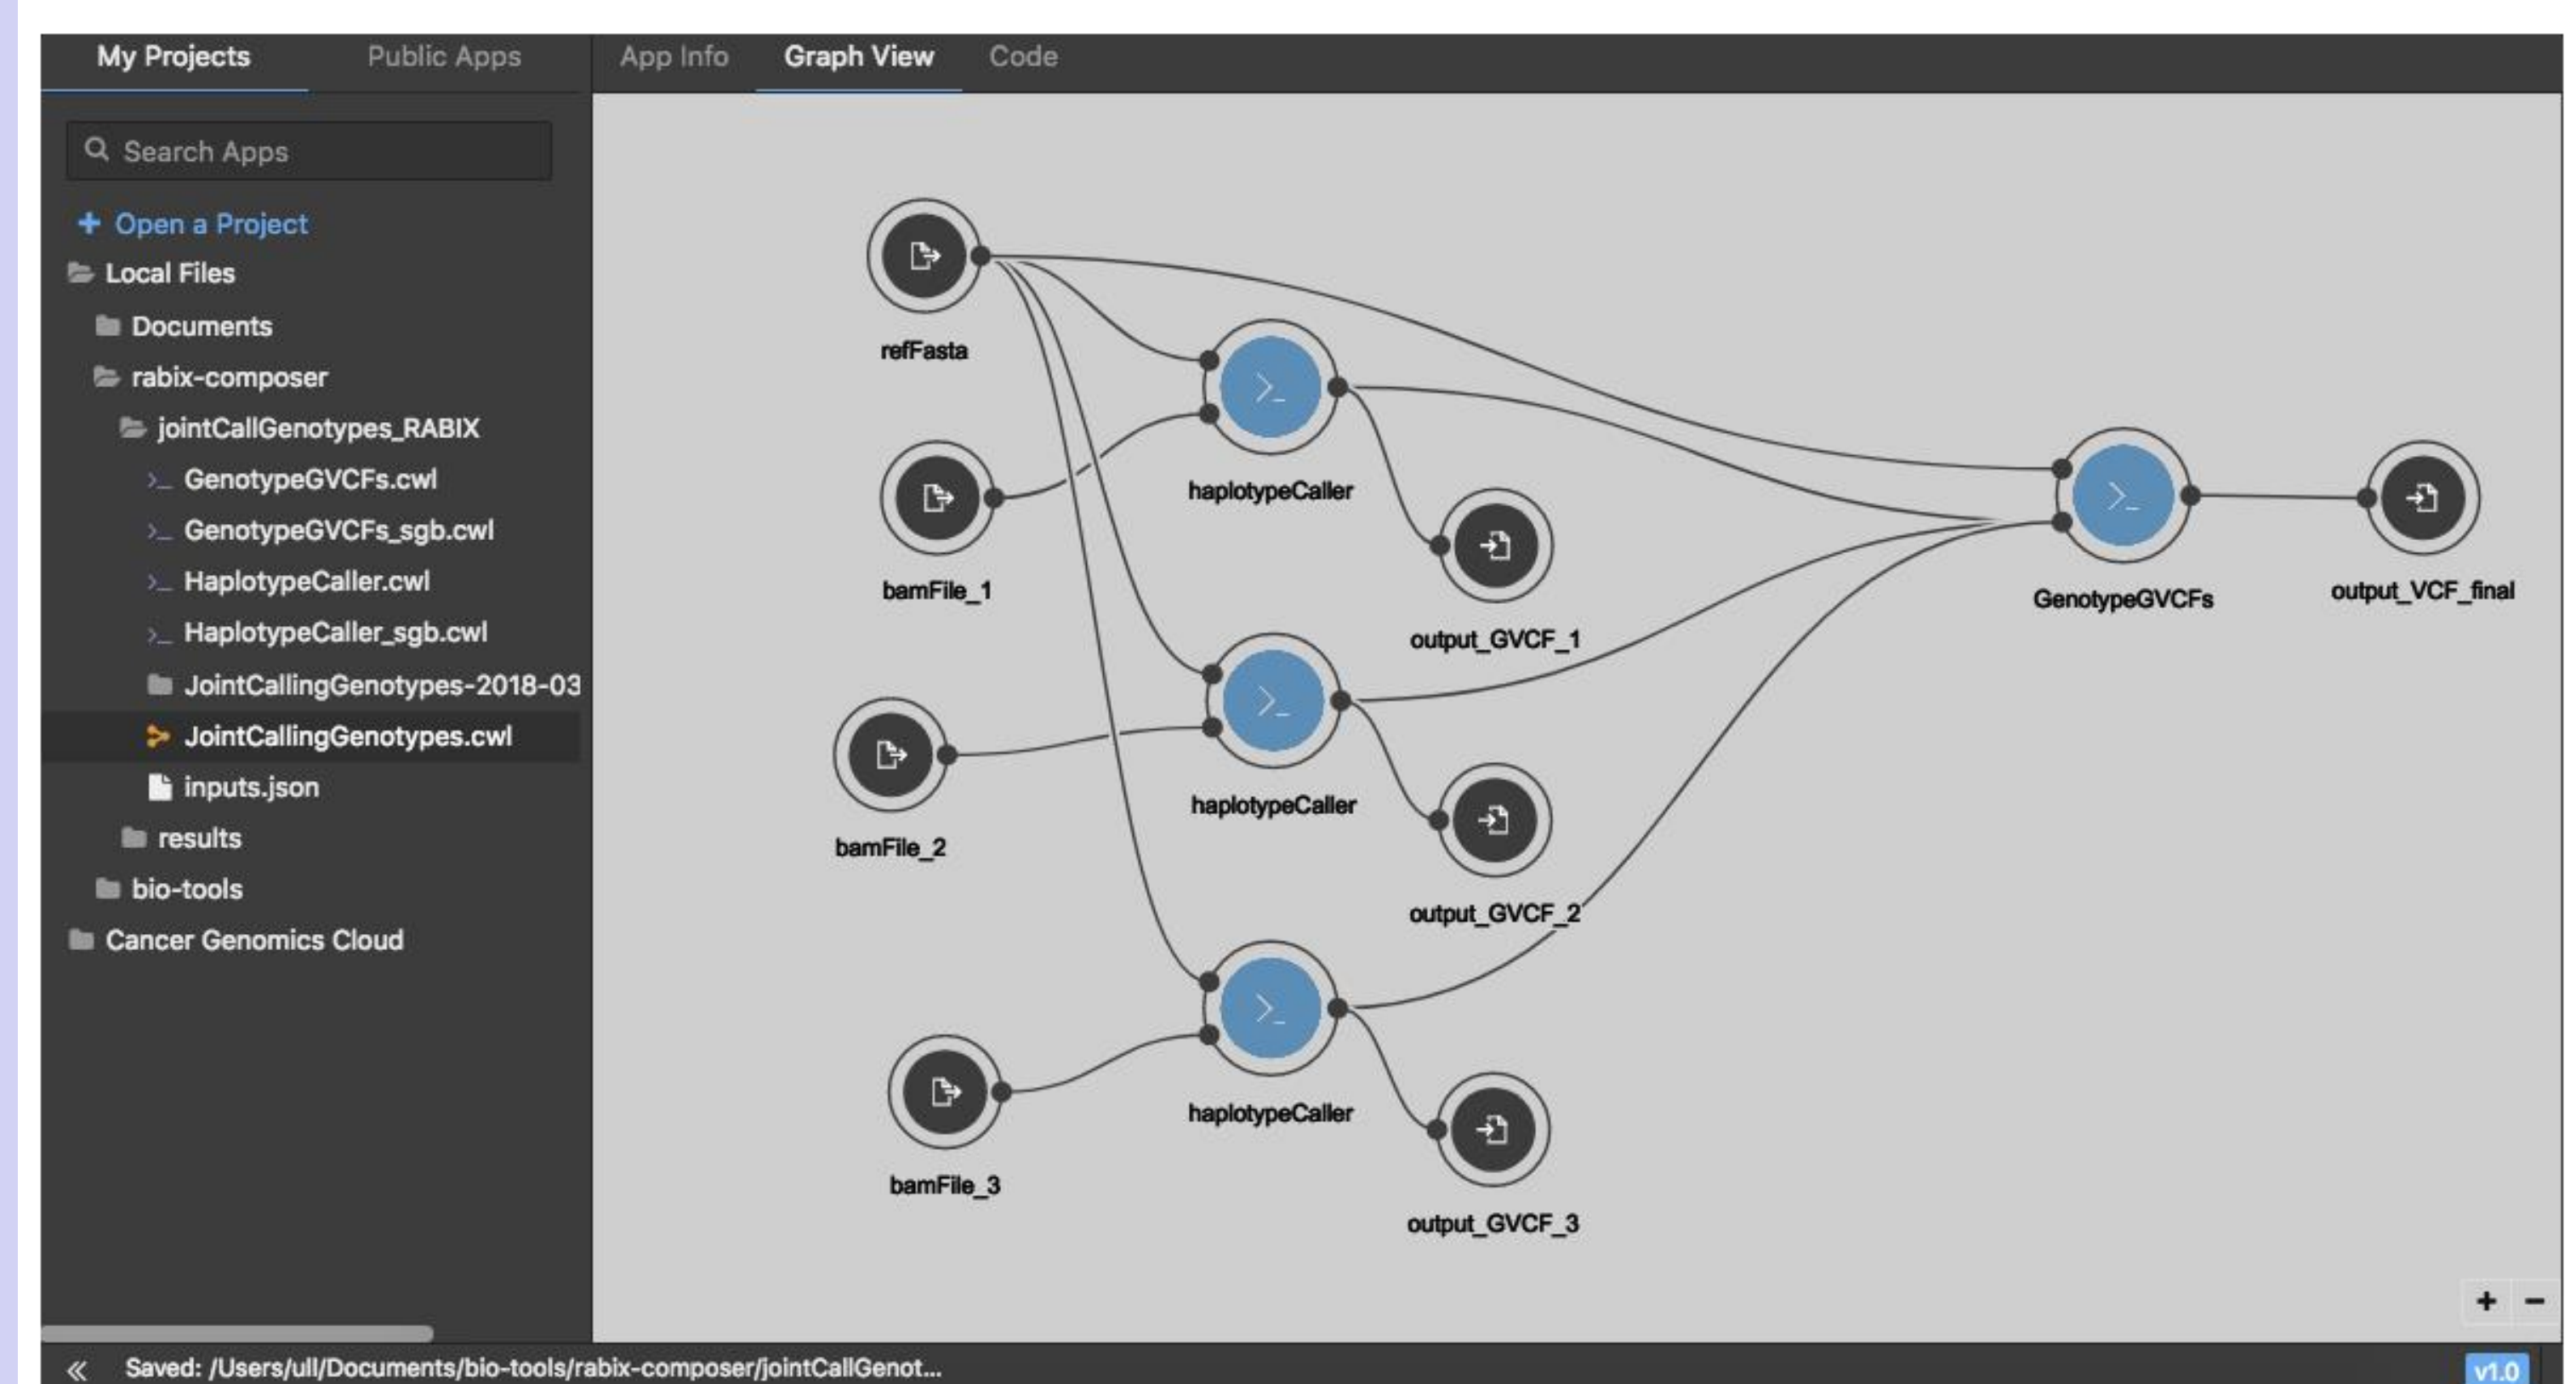 My Projects
Public Apps
App Info
Graph View
Code
Search Apps
+ Open a Project
Local Files
Documents
rabix-composer
jointCallGenotypes_RABIX
GenotypeGVCFs.cwl
GenotypeGVCFs_sgb.cwl
HaplotypeCaller.cwl
HaplotypeCaller_sgb.cwl
JointCallingGenotypes-2018-03
JointCallingGenotypes.cwl
inputs.json
results
bio-tools
Cancer Genomics Cloud
refFasta
haplotypeCaller
bamFile_1
output_GVCF_1
GenotypeGVCFs
output_VCF_final
haplotypeCaller
bamFile_2
output_GVCF_2
haplotypeCaller
bamFile_3
output_GVCF_3
+ −
« Saved: /Users/ull/Documents/bio-tools/rabix-composer/jointCallGenot...
v1.0